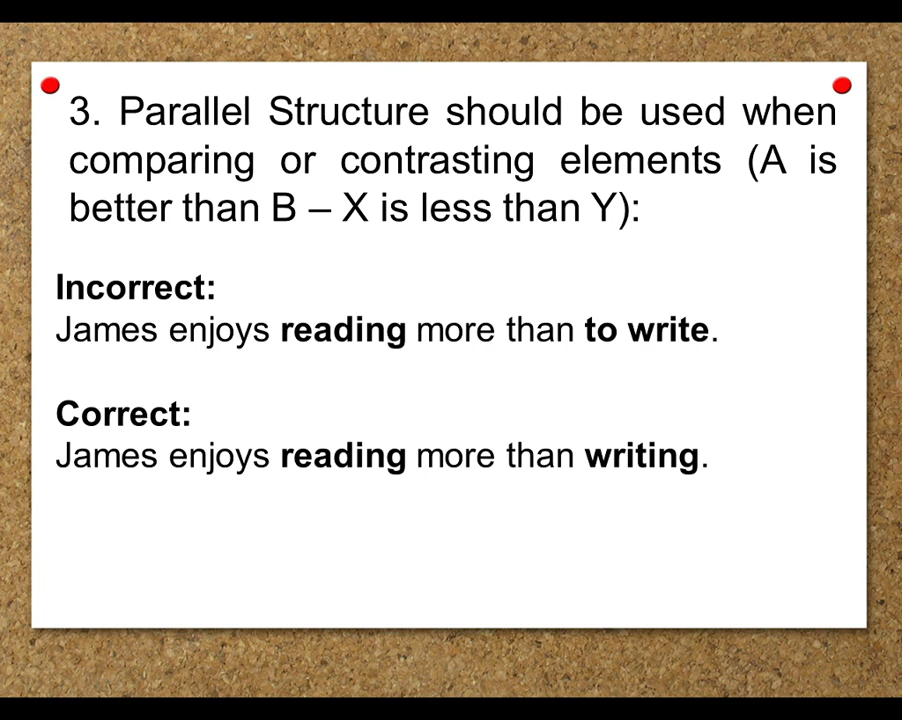 3. Parallel Structure should be used when
comparing or contrasting elements (A is
better than B – X is less than Y):
Incorrect:
James enjoys reading more than to write.
Correct:
James enjoys reading more than writing.